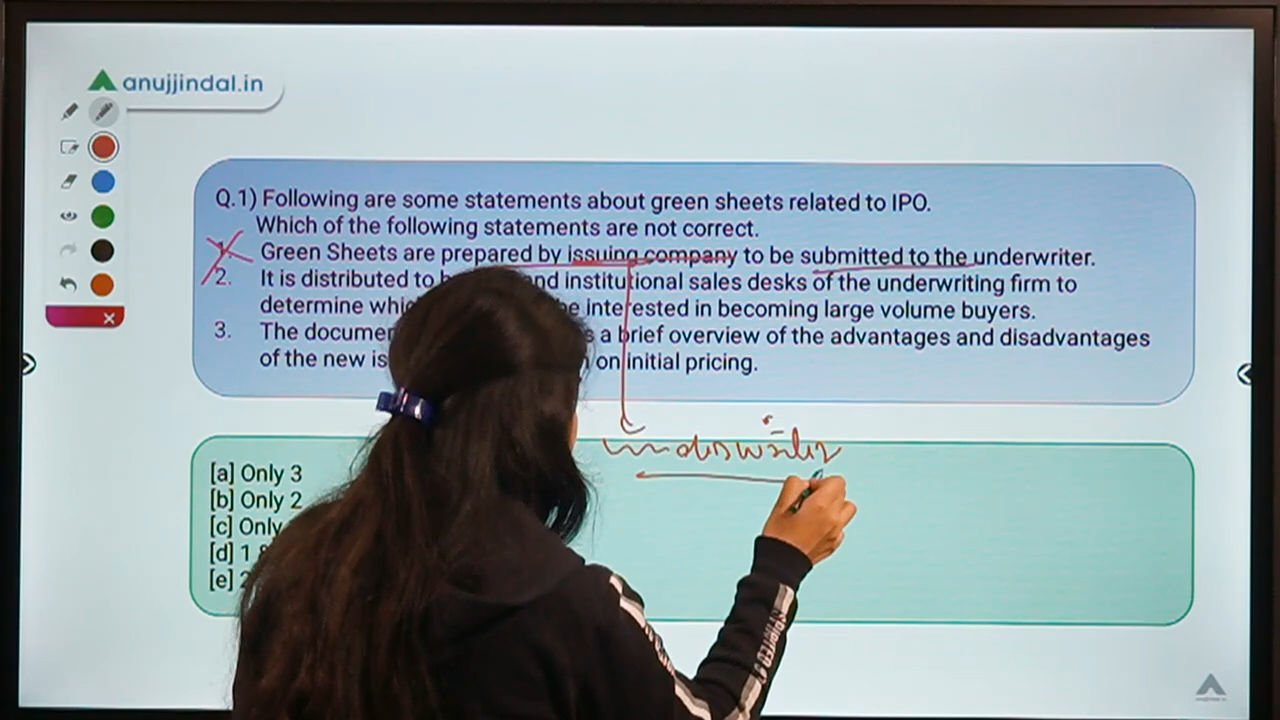 anujjindal.in
Q.1) Following are some statements about green sheets related to IPO.
Which of the following statements are not correct.
1. Green Sheets are prepared by issuing company to be submitted to the underwriter.
2. It is distributed to and institutional sales desks of the underwriting firm to
determine interested in becoming large volume buyers.
3. The a brief overview of the advantages and disadvantages
of the new on initial pricing.
underwriter
[a] Only 3
[b] Only 2
[c] Only
[d] 1
[e]